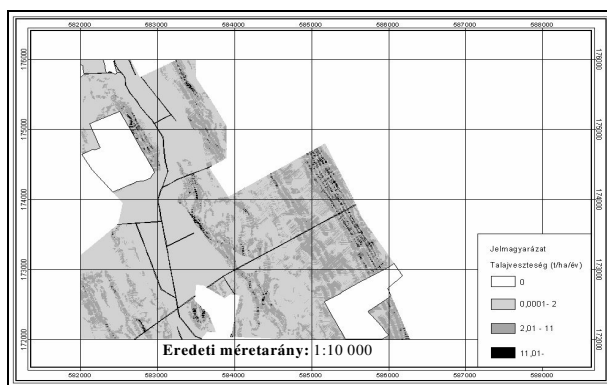 582000 583000 584000 585000 586000 587000 588000
176000 176000
175000 175000
174000 174000
173000 173000
172000 172000
Jelmagyarázat
Talajveszteség (t/ha/év)
0
0,0001- 2
2,01 - 11
11,01-
Eredeti méretarány: 1:10 000
582000 583000 584000 585000 586000 587000 588000